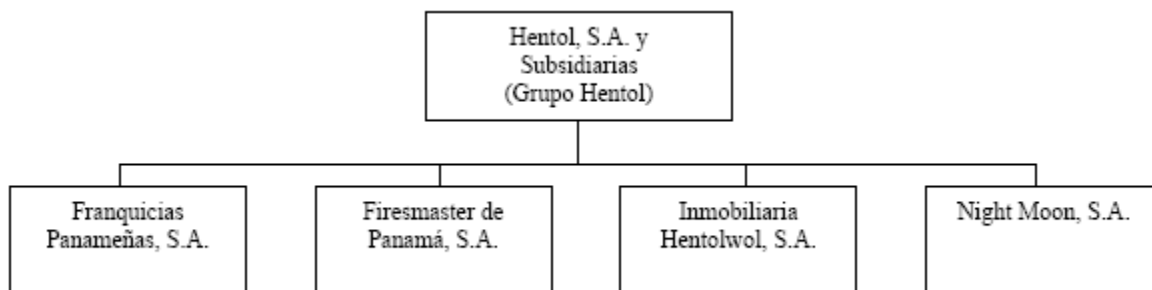 Hentol, S.A. y
Subsidiarias
(Grupo Hentol)
Franquicias
Panameñas, S.A.
Firesmaster de
Panamá, S.A.
Inmobiliaria
Hentolwol, S.A.
Night Moon, S.A.